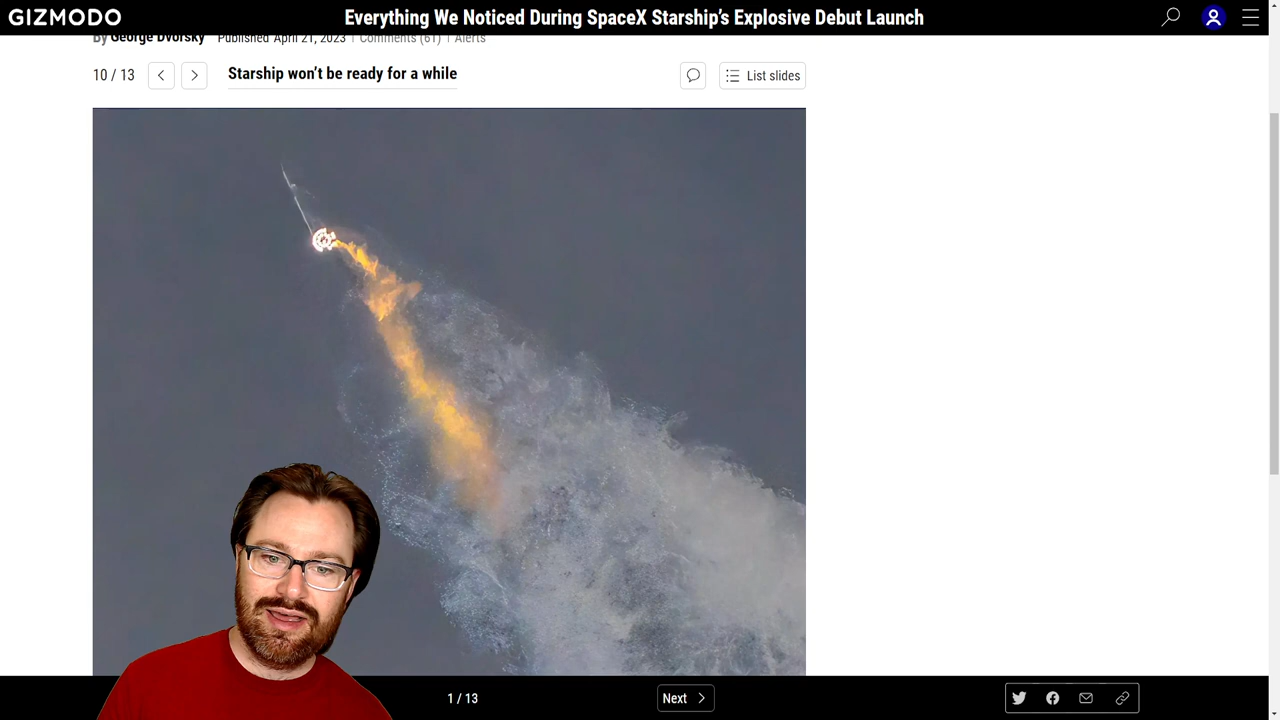 GIZMODO
Everything We Noticed During SpaceX Starship's Explosive Debut Launch
By George Dvorsky Published April 21, 2023 | Comments (61) | Alerts
10 / 13
Starship won't be ready for a while
List slides
1 / 13
Next